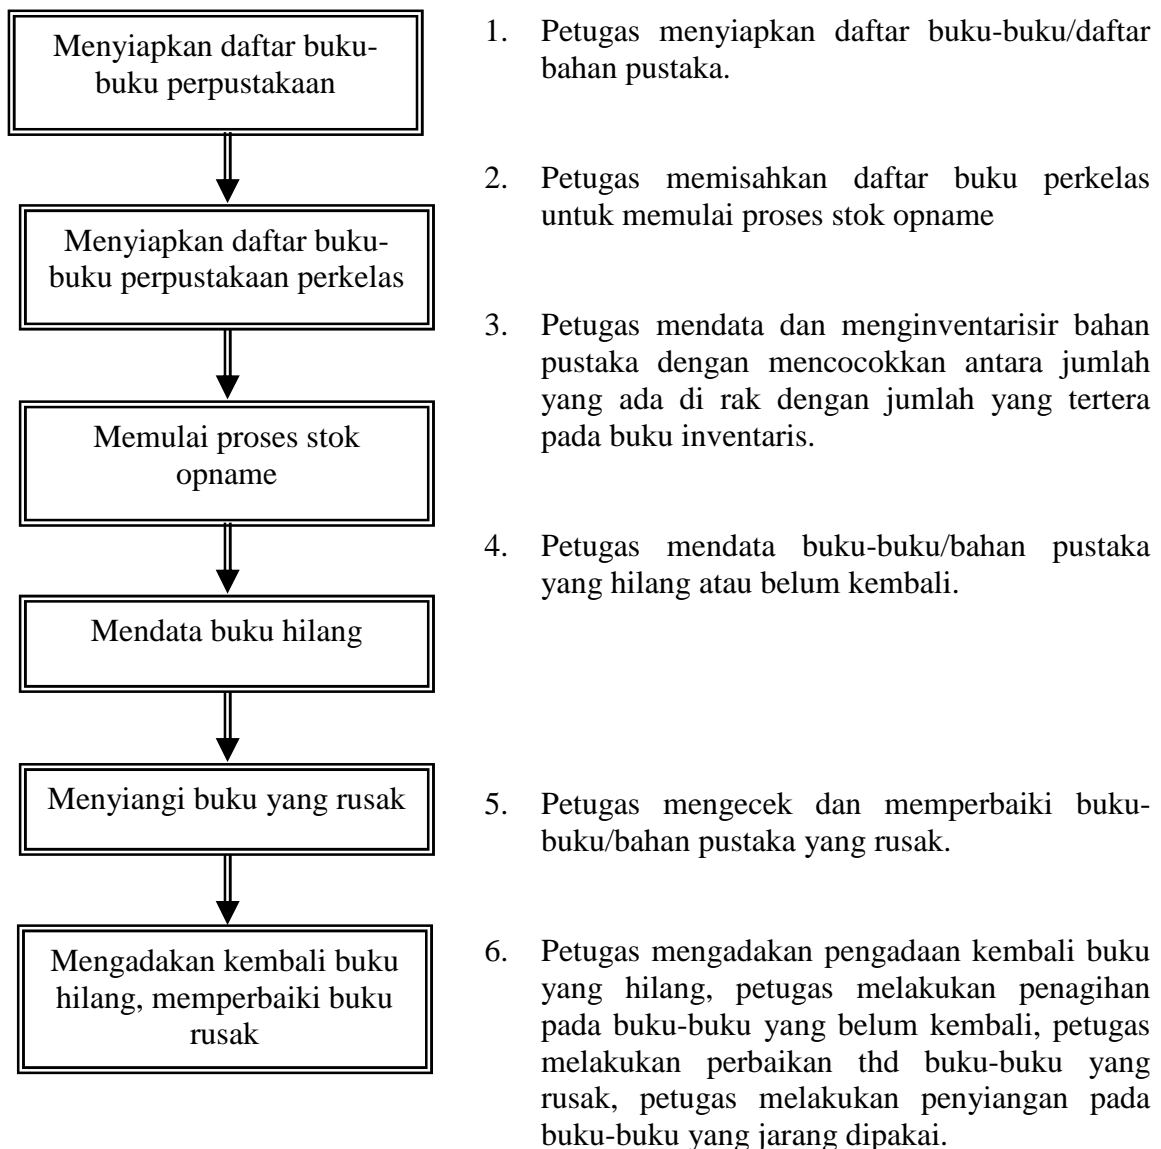 Menyiapkan daftar buku-
buku perpustakaan
1. Petugas menyiapkan daftar buku-buku/daftar
bahan pustaka.
Menyiapkan daftar buku-
buku perpustakaan perkelas
2. Petugas memisahkan daftar buku perkelas
untuk memulai proses stok opname
Memulai proses stok
opname
3. Petugas mendata dan menginventarisir bahan
pustaka dengan mencocokkan antara jumlah
yang ada di rak dengan jumlah yang tertera
pada buku inventaris.
Mendata buku hilang
4. Petugas mendata buku-buku/bahan pustaka
yang hilang atau belum kembali.
Menyiangi buku yang rusak
5. Petugas mengecek dan memperbaiki buku-
buku/bahan pustaka yang rusak.
Mengadakan kembali buku
hilang, memperbaiki buku
rusak
6. Petugas mengadakan pengadaan kembali buku
yang hilang, petugas melakukan penagihan
pada buku-buku yang belum kembali, petugas
melakukan perbaikan thd buku-buku yang
rusak, petugas melakukan penyiangan pada
buku-buku yang jarang dipakai.